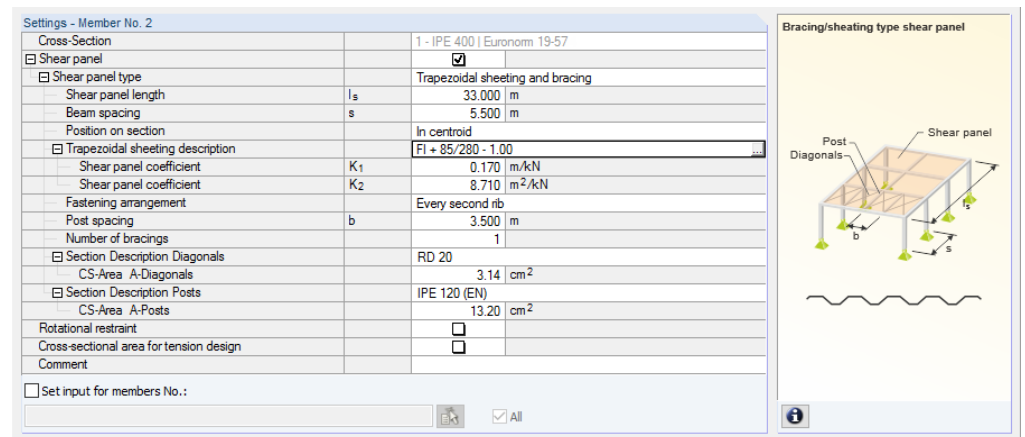 Settings - Member No. 2
Cross-Section 1 - IPE 400 | Euronorm 19-57
Shear panel
Shear panel type Trapezoidal sheeting and bracing
Shear panel length ls 33.000 m
Beam spacing s 5.500 m
Position on section In centroid
Trapezoidal sheeting description FI + 85/280 - 1.00 ...
Shear panel coefficient K1 0.170 m/kN
Shear panel coefficient K2 8.710 m2/kN
Fastening arrangement Every second rib
Post spacing b 3.500 m
Number of bracings 1
Section Description Diagonals RD 20
CS-Area A-Diagonals 3.14 cm2
Section Description Posts IPE 120 (EN)
CS-Area A-Posts 13.20 cm2
Rotational restraint
Cross-sectional area for tension design
Comment
Set input for members No.:
All
Bracing/sheating type shear panel
Shear panel
Post
Diagonals
ls
b
s